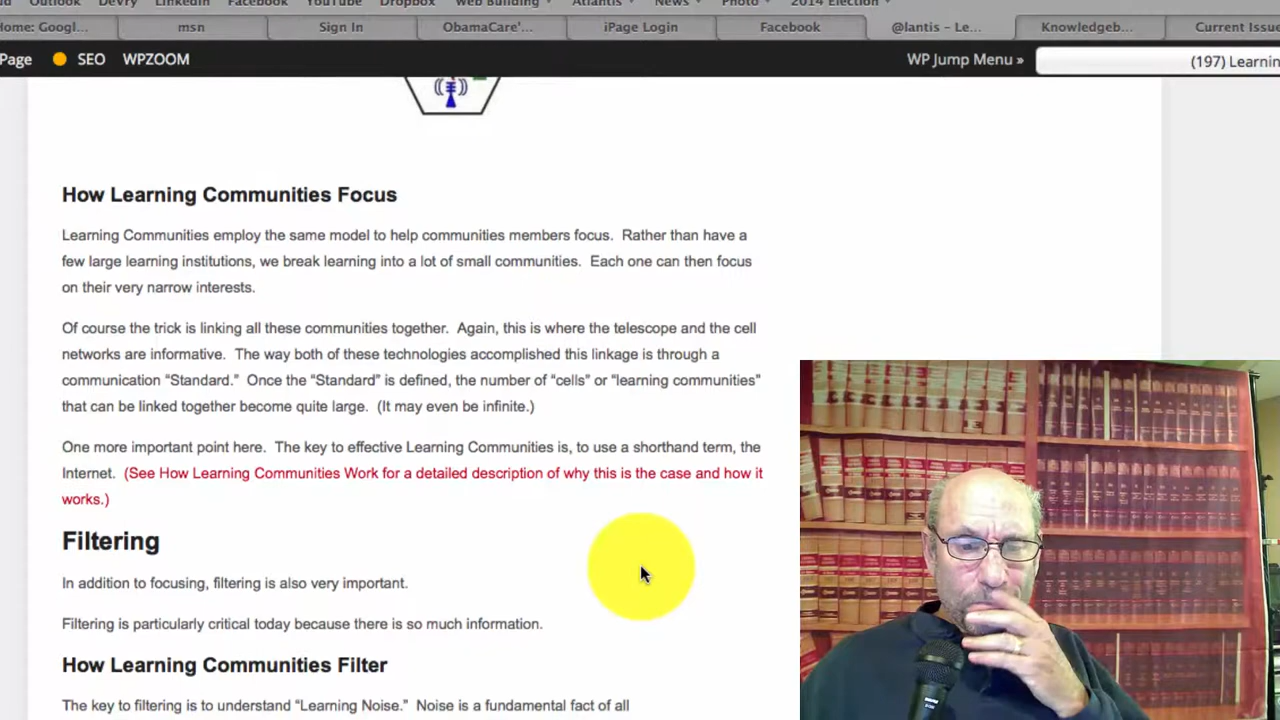 Outlook DeVry LinkedIn Facebook YouTube Dropbox Web Building Atlantis News Photo 2014 Election
Home: Googl... msn Sign In ObamaCare'... iPage Login Facebook @lantis – Le... Knowledgeb... Current Issue
Page SEO WPZOOM WP Jump Menu » (197) Learnin
How Learning Communities Focus
Learning Communities employ the same model to help communities members focus. Rather than have a
few large learning institutions, we break learning into a lot of small communities. Each one can then focus
on their very narrow interests.
Of course the trick is linking all these communities together. Again, this is where the telescope and the cell
networks are informative. The way both of these technologies accomplished this linkage is through a
communication “Standard.” Once the “Standard” is defined, the number of “cells” or “learning communities”
that can be linked together become quite large. (It may even be infinite.)
One more important point here. The key to effective Learning Communities is, to use a shorthand term, the
Internet. (See How Learning Communities Work for a detailed description of why this is the case and how it
works.)
Filtering
In addition to focusing, filtering is also very important.
Filtering is particularly critical today because there is so much information.
How Learning Communities Filter
The key to filtering is to understand “Learning Noise.” Noise is a fundamental fact of all